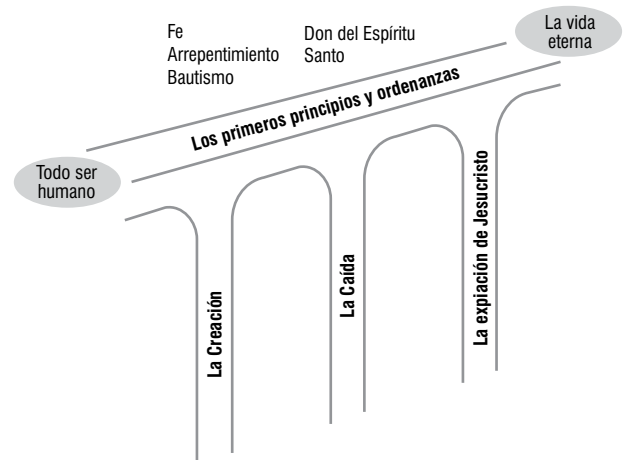 Fe
Arrepentimiento
Bautismo
Don del Espíritu
Santo
La vida
eterna
Los primeros principios y ordenanzas
Todo ser
humano
La Creación
La Caída
La expiación de Jesucristo